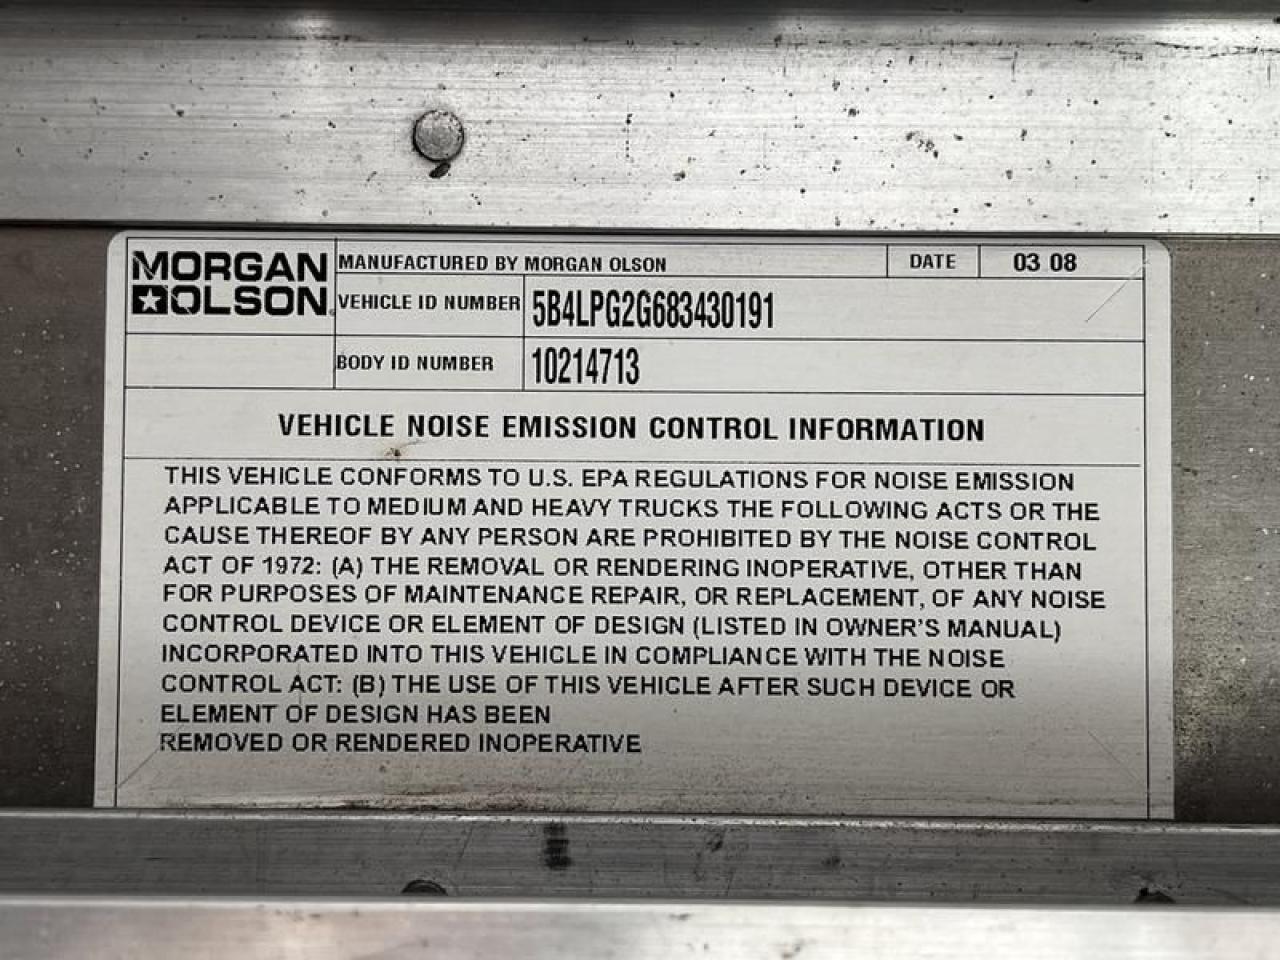 MORGAN OLSON
MANUFACTURED BY MORGAN OLSON DATE 03 08
VEHICLE ID NUMBER 5B4LPG2G683430191
BODY ID NUMBER 10214713
VEHICLE NOISE EMISSION CONTROL INFORMATION
THIS VEHICLE CONFORMS TO U.S. EPA REGULATIONS FOR NOISE EMISSION
APPLICABLE TO MEDIUM AND HEAVY TRUCKS THE FOLLOWING ACTS OR THE
CAUSE THEREOF BY ANY PERSON ARE PROHIBITED BY THE NOISE CONTROL
ACT OF 1972: (A) THE REMOVAL OR RENDERING INOPERATIVE, OTHER THAN
FOR PURPOSES OF MAINTENANCE REPAIR, OR REPLACEMENT, OF ANY NOISE
CONTROL DEVICE OR ELEMENT OF DESIGN (LISTED IN OWNER'S MANUAL)
INCORPORATED INTO THIS VEHICLE IN COMPLIANCE WITH THE NOISE
CONTROL ACT: (B) THE USE OF THIS VEHICLE AFTER SUCH DEVICE OR
ELEMENT OF DESIGN HAS BEEN
REMOVED OR RENDERED INOPERATIVE